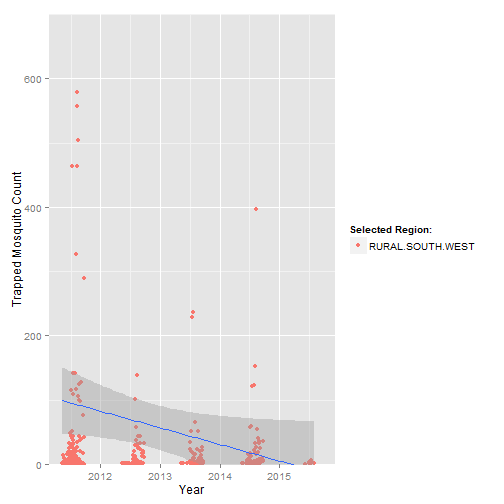 600
400
200
0
Trapped Mosquito Count
2012
2013
2014
2015
Year
Selected Region:
RURAL.SOUTH.WEST